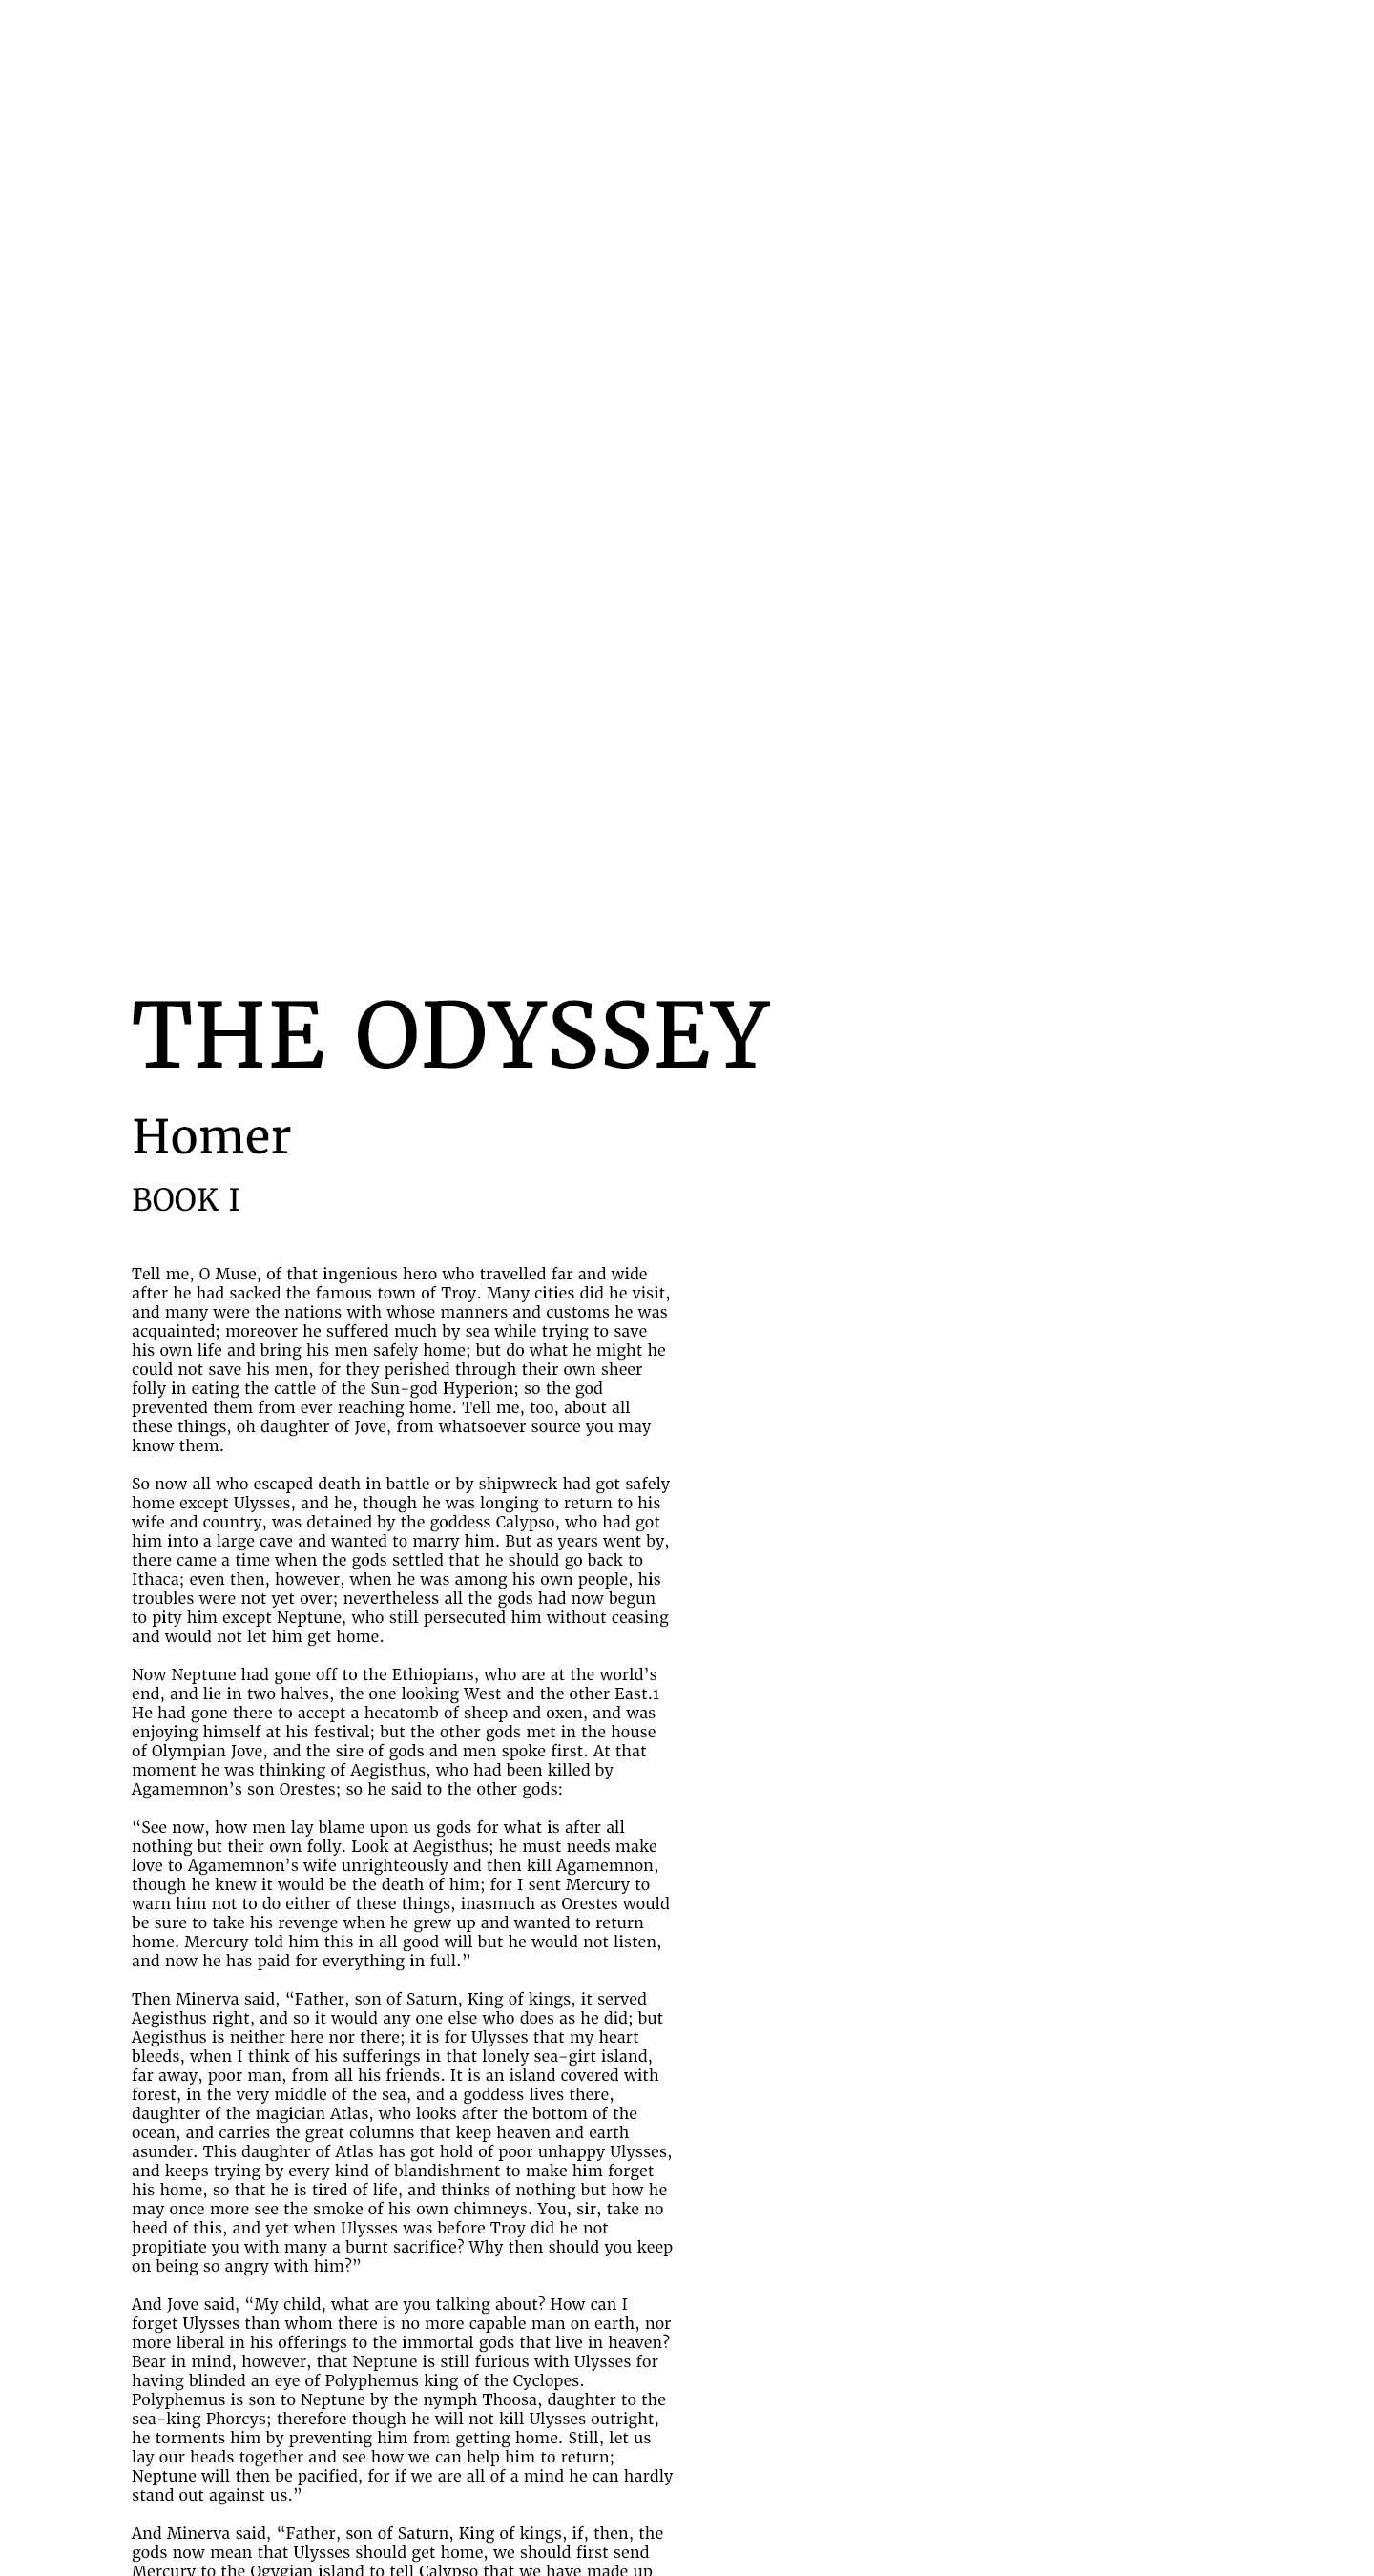 THE ODYSSEY
Homer
BOOK I
Tell me, O Muse, of that ingenious hero who travelled far and wide
after he had sacked the famous town of Troy. Many cities did he visit,
and many were the nations with whose manners and customs he was
acquainted; moreover he suffered much by sea while trying to save
his own life and bring his men safely home; but do what he might he
could not save his men, for they perished through their own sheer
folly in eating the cattle of the Sun-god Hyperion; so the god
prevented them from ever reaching home. Tell me, too, about all
these things, oh daughter of Jove, from whatsoever source you may
know them.
So now all who escaped death in battle or by shipwreck had got safely
home except Ulysses, and he, though he was longing to return to his
wife and country, was detained by the goddess Calypso, who had got
him into a large cave and wanted to marry him. But as years went by,
there came a time when the gods settled that he should go back to
Ithaca; even then, however, when he was among his own people, his
troubles were not yet over; nevertheless all the gods had now begun
to pity him except Neptune, who still persecuted him without ceasing
and would not let him get home.
Now Neptune had gone off to the Ethiopians, who are at the world’s
end, and lie in two halves, the one looking West and the other East.1
He had gone there to accept a hecatomb of sheep and oxen, and was
enjoying himself at his festival; but the other gods met in the house
of Olympian Jove, and the sire of gods and men spoke first. At that
moment he was thinking of Aegisthus, who had been killed by
Agamemnon’s son Orestes; so he said to the other gods:
“See now, how men lay blame upon us gods for what is after all
nothing but their own folly. Look at Aegisthus; he must needs make
love to Agamemnon’s wife unrighteously and then kill Agamemnon,
though he knew it would be the death of him; for I sent Mercury to
warn him not to do either of these things, inasmuch as Orestes would
be sure to take his revenge when he grew up and wanted to return
home. Mercury told him this in all good will but he would not listen,
and now he has paid for everything in full.”
Then Minerva said, “Father, son of Saturn, King of kings, it served
Aegisthus right, and so it would any one else who does as he did; but
Aegisthus is neither here nor there; it is for Ulysses that my heart
bleeds, when I think of his sufferings in that lonely sea-girt island,
far away, poor man, from all his friends. It is an island covered with
forest, in the very middle of the sea, and a goddess lives there,
daughter of the magician Atlas, who looks after the bottom of the
ocean, and carries the great columns that keep heaven and earth
asunder. This daughter of Atlas has got hold of poor unhappy Ulysses,
and keeps trying by every kind of blandishment to make him forget
his home, so that he is tired of life, and thinks of nothing but how he
may once more see the smoke of his own chimneys. You, sir, take no
heed of this, and yet when Ulysses was before Troy did he not
propitiate you with many a burnt sacrifice? Why then should you keep
on being so angry with him?”
And Jove said, “My child, what are you talking about? How can I
forget Ulysses than whom there is no more capable man on earth, nor
more liberal in his offerings to the immortal gods that live in heaven?
Bear in mind, however, that Neptune is still furious with Ulysses for
having blinded an eye of Polyphemus king of the Cyclopes.
Polyphemus is son to Neptune by the nymph Thoosa, daughter to the
sea-king Phorcys; therefore though he will not kill Ulysses outright,
he torments him by preventing him from getting home. Still, let us
lay our heads together and see how we can help him to return;
Neptune will then be pacified, for if we are all of a mind he can hardly
stand out against us.”
And Minerva said, “Father, son of Saturn, King of kings, if, then, the
gods now mean that Ulysses should get home, we should first send
Mercury to the Ogygian island to tell Calypso that we have made up